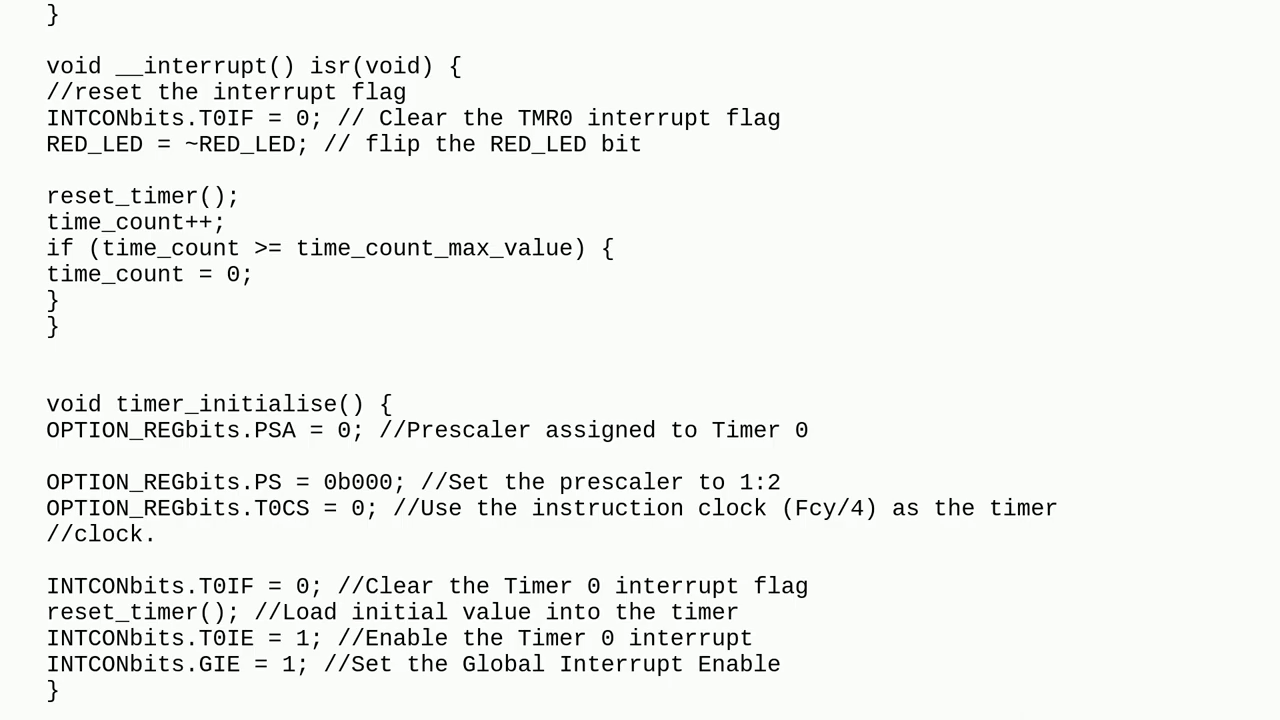 }
void __interrupt() isr(void) {
//reset the interrupt flag
INTCONbits.T0IF = 0; // Clear the TMR0 interrupt flag
RED_LED = ~RED_LED; // flip the RED_LED bit
reset_timer();
time_count++;
if (time_count >= time_count_max_value) {
time_count = 0;
}
}
void timer_initialise() {
OPTION_REGbits.PSA = 0; //Prescaler assigned to Timer 0
OPTION_REGbits.PS = 0b000; //Set the prescaler to 1:2
OPTION_REGbits.T0CS = 0; //Use the instruction clock (Fcy/4) as the timer
//clock.
INTCONbits.T0IF = 0; //Clear the Timer 0 interrupt flag
reset_timer(); //Load initial value into the timer
INTCONbits.T0IE = 1; //Enable the Timer 0 interrupt
INTCONbits.GIE = 1; //Set the Global Interrupt Enable
}